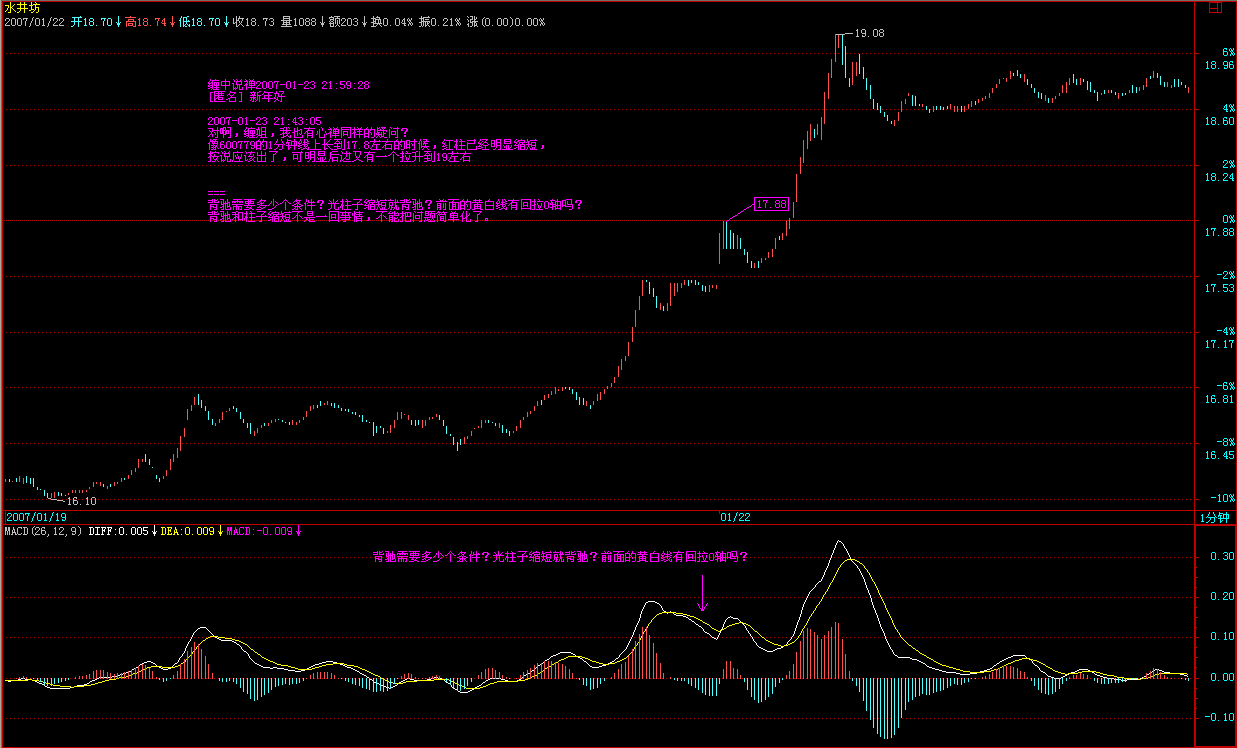 水井坊
2007/01/22 开18.70↓高18.74↓低18.70↓收18.73 量1088↓额203↓换0.04% 振0.21% 涨(0.00)0.00%
19.08
6%
18.96
缠中说禅2007-01-23 21:59:28
[匿名] 新年好
4%
18.60
2007-01-23 21:43:05
对啊，缠姐，我也有心禅同样的疑问？
像600779的1分钟线上长到17.8左右的时候，红柱已经明显缩短，
按说应该出了，可明显后边又有一个拉升到19左右
2%
18.24
===
背驰需要多少个条件？光柱子缩短就背驰？前面的黄白线有回拉0轴吗？
背驰和柱子缩短不是一回事情，不能把问题简单化了。
17.88
0%
17.88
-2%
17.53
-4%
17.17
-6%
16.81
-8%
16.45
-10%
16.10
2007/01/19
01/22
1分钟
MACD(26,12,9) DIFF:0.005↓DEA:0.009↓MACD:-0.009↓
背驰需要多少个条件？光柱子缩短就背驰？前面的黄白线有回拉0轴吗？
0.30
0.20
0.10
0.00
-0.10